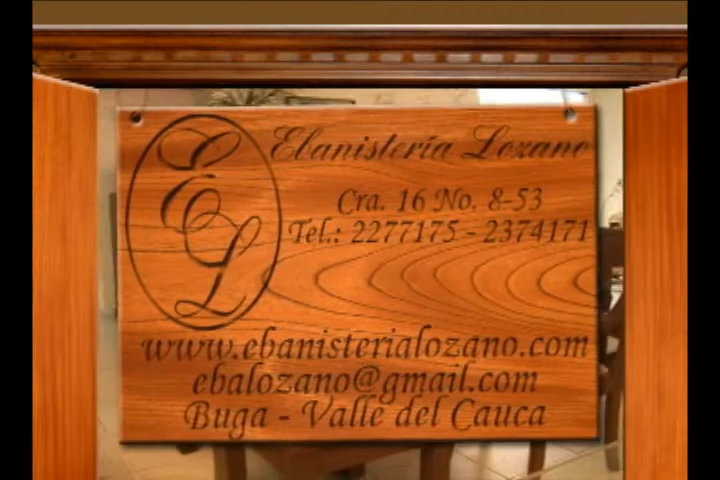 EL
Ebanistería Lozano
Cra. 16 No. 8-53
Tel.: 2277175 - 2374171
www.ebanisterialozano.com
ebalozano@gmail.com
Buga - Valle del Cauca